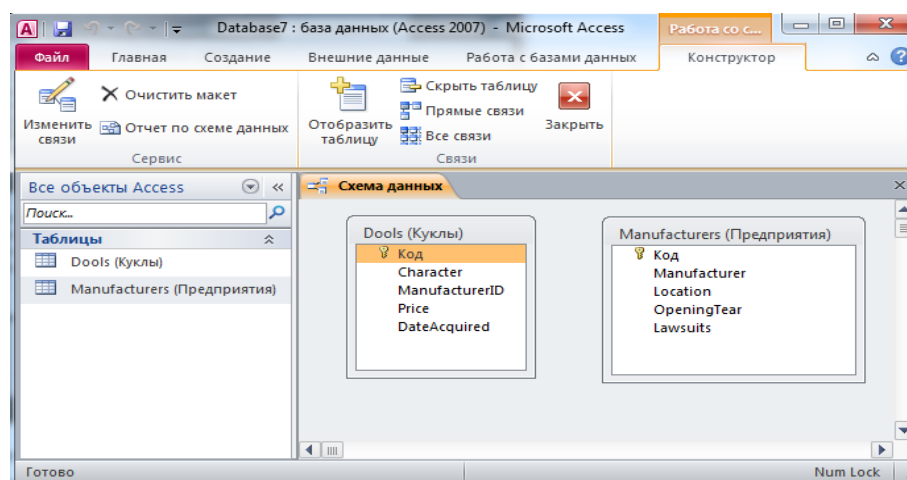 Database7 : база данных (Access 2007) - Microsoft Access
Работа со с...
Файл Главная Создание Внешние данные Работа с базами данных Конструктор
Изменить связи
Очистить макет
Отчет по схеме данных
Сервис
Отобразить таблицу
Скрыть таблицу
Прямые связи
Все связи
Закрыть
Связи
Все объекты Access
Поиск...
Таблицы
Dools (Куклы)
Manufacturers (Предприятия)
Схема данных
Dools (Куклы)
Код
Character
ManufacturerID
Price
DateAcquired
Manufacturers (Предприятия)
Код
Manufacturer
Location
OpeningTear
Lawsuits
Готово
Num Lock